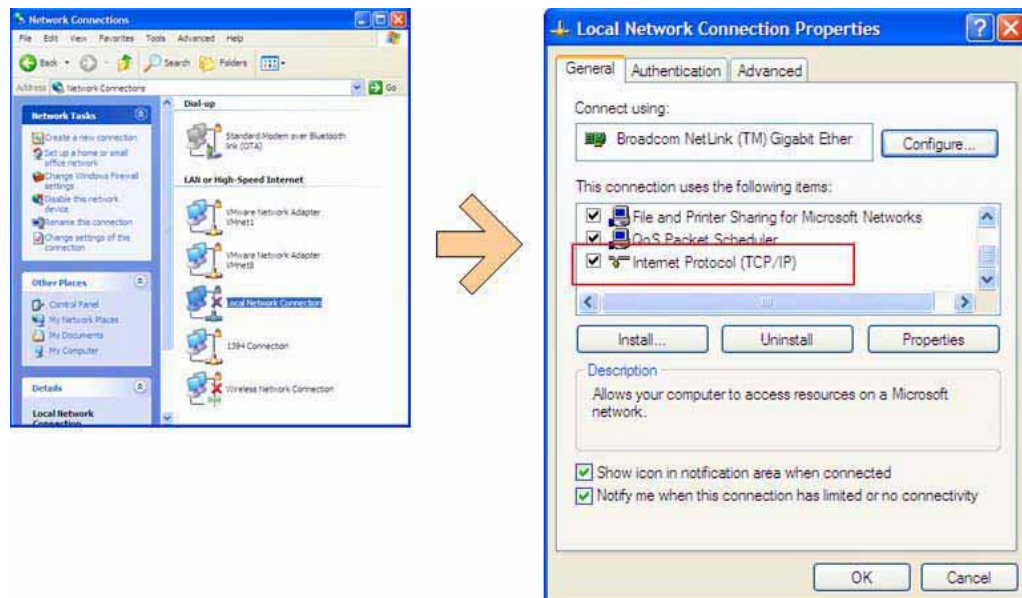 Network Connections
File Edit View Favorites Tools Advanced Help
Back Search Folders
Address Network Connections Go
Network Tasks
Create a new connection
Set up a home or small
office network
Change Windows Firewall
settings
Disable this network
device
Rename this connection
Change settings of this
connection
Other Places
Control Panel
My Network Places
My Documents
My Computer
Details
Local Network
Connection
Dial-up
Standard Modem over Bluetooth
link (OTA)
LAN or High-Speed Internet
VMware Network Adapter
VMnet1
VMware Network Adapter
VMnet8
Local Network Connection
1394 Connection
Wireless Network Connection
Local Network Connection Properties
General Authentication Advanced
Connect using:
Broadcom NetLink (TM) Gigabit Ether
Configure...
This connection uses the following items:
File and Printer Sharing for Microsoft Networks
QoS Packet Scheduler
Internet Protocol (TCP/IP)
Install... Uninstall Properties
Description
Allows your computer to access resources on a Microsoft
network.
Show icon in notification area when connected
Notify me when this connection has limited or no connectivity
OK Cancel